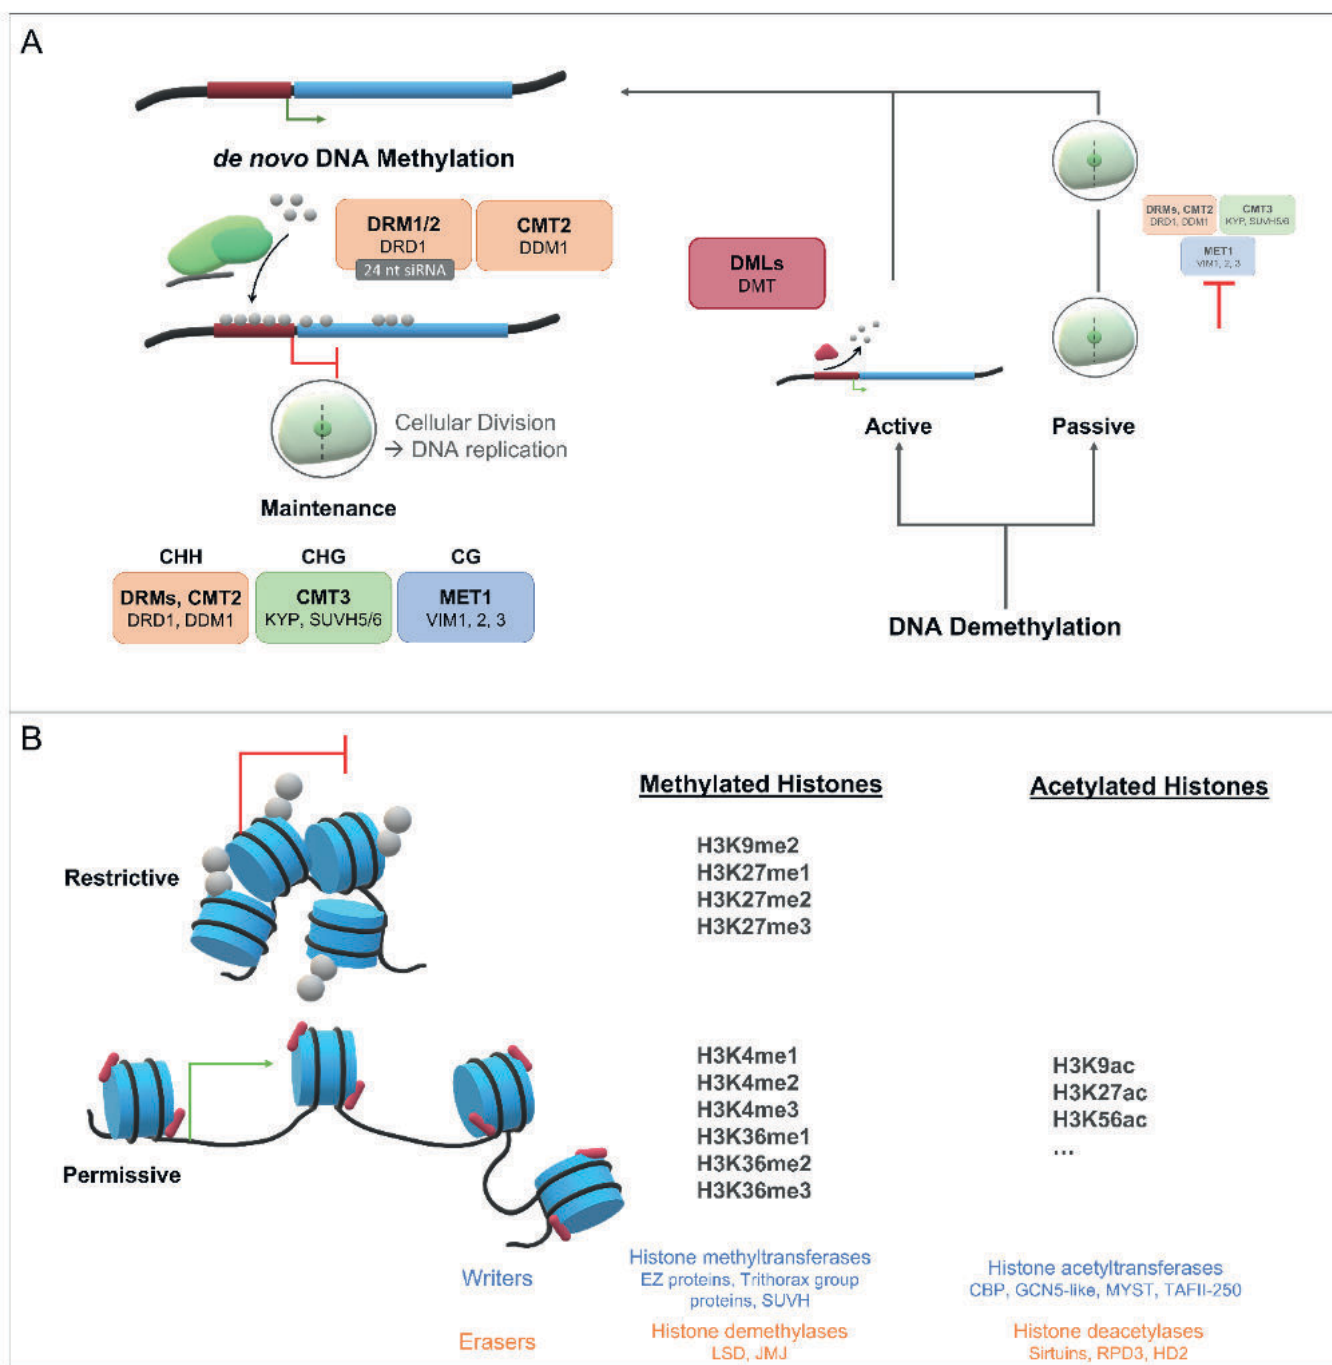 A
de novo DNA Methylation
DRM1/2
DRD1
24 nt siRNA
CMT2
DDM1
Cellular Division
→ DNA replication
Maintenance
CHH
CHG
CG
DRMs, CMT2
DRD1, DDM1
CMT3
KYP, SUVH5/6
MET1
VIM1, 2, 3
DMLs
DMT
DRMs, CMT2
DRD1, DDM1
CMT3
KYP, SUVH5/6
MET1
VIM1, 2, 3
Active
Passive
DNA Demethylation
B
Methylated Histones
Acetylated Histones
Restrictive
H3K9me2
H3K27me1
H3K27me2
H3K27me3
Permissive
H3K4me1
H3K4me2
H3K4me3
H3K36me1
H3K36me2
H3K36me3
H3K9ac
H3K27ac
H3K56ac
...
Writers
Histone methyltransferases
EZ proteins, Trithorax group
proteins, SUVH
Histone acetyltransferases
CBP, GCN5-like, MYST, TAFII-250
Erasers
Histone demethylases
LSD, JMJ
Histone deacetylases
Sirtuins, RPD3, HD2